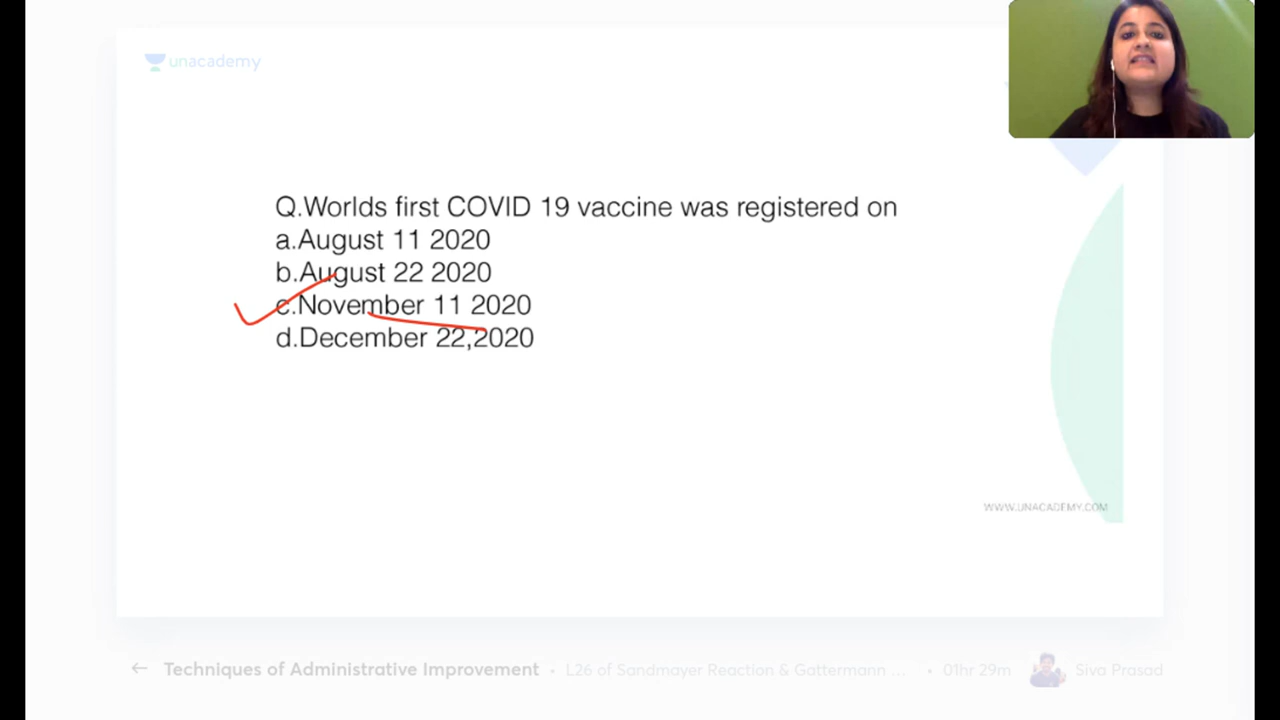 unacademy
Q.Worlds first COVID 19 vaccine was registered on
a.August 11 2020
b.August 22 2020
c.November 11 2020
d.December 22,2020
WWW.UNACADEMY.COM
← Techniques of Administrative Improvement • L26 of Sandmayer Reaction & Gattermann ... • 01hr 29m Siva Prasad